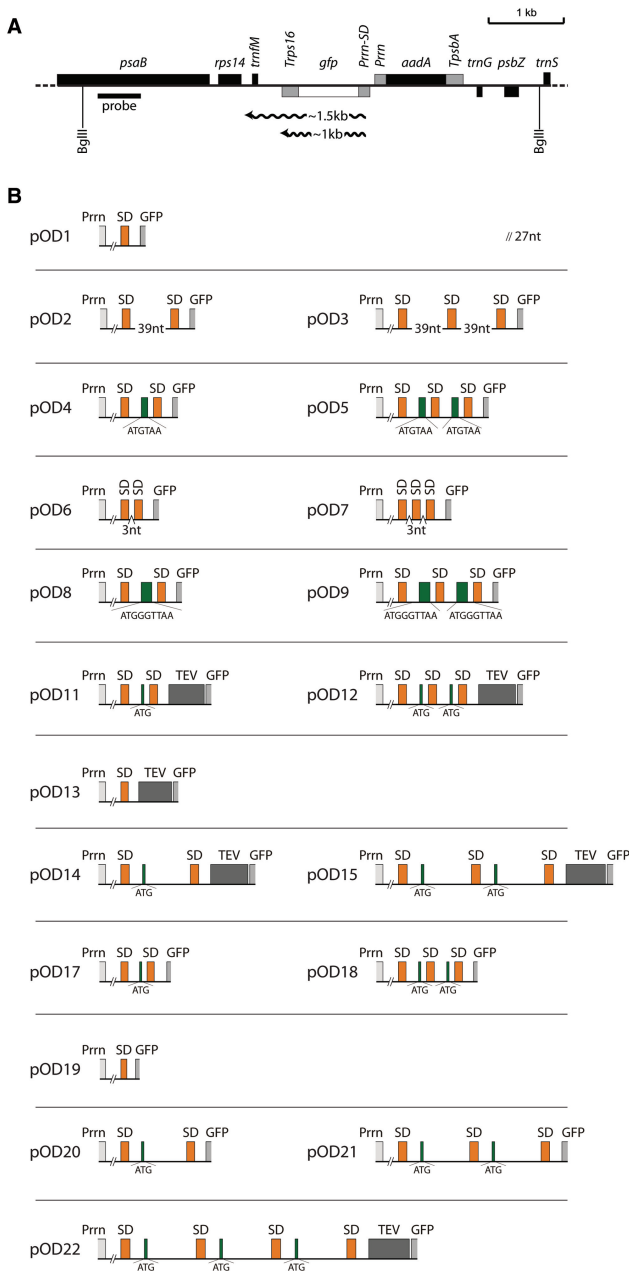 A
1 kb
psaB rps14 trnfM Trps16 gfp Prrn-SD Prrn aadA TpsbA trnG psbZ trnS
probe
BglII BglII
~1.5kb
~1kb
B
Prrn SD GFP
pOD1 // 27nt
Prrn SD SD GFP Prrn SD SD SD GFP
pOD2 39nt pOD3 39nt 39nt
Prrn SD SD GFP Prrn SD SD SD GFP
pOD4 pOD5
ATGTAA ATGTAA ATGTAA
Prrn SD SD GFP Prrn SD SD SD GFP
pOD6 pOD7
3nt 3nt
Prrn SD SD GFP Prrn SD SD SD GFP
pOD8 pOD9
ATGGGTTAA ATGGGTTAA ATGGGTTAA
Prrn SD SD TEV GFP Prrn SD SD SD TEV GFP
pOD11 pOD12
ATG ATG ATG
Prrn SD TEV GFP
pOD13
Prrn SD SD TEV GFP Prrn SD SD SD TEV GFP
pOD14 pOD15
ATG ATG ATG
Prrn SD SD GFP Prrn SD SD SD GFP
pOD17 pOD18
ATG ATG ATG
Prrn SD GFP
pOD19
Prrn SD SD GFP Prrn SD SD SD GFP
pOD20 pOD21
ATG ATG ATG
Prrn SD SD SD SD TEV GFP
pOD22
ATG ATG ATG